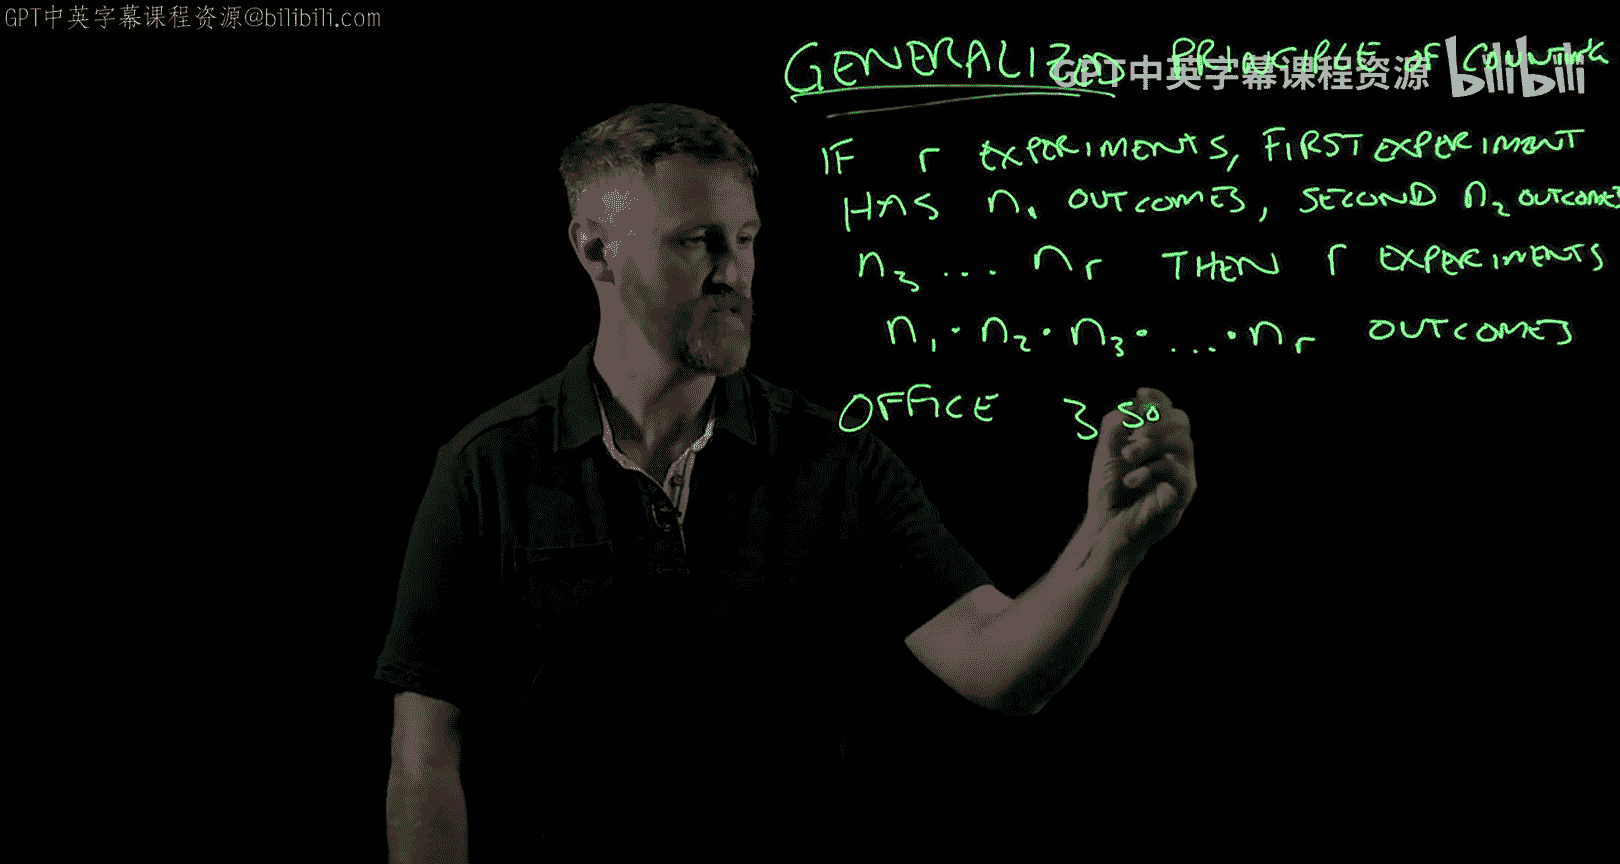 GPT中英字幕课程资源@bilibili.com
GENERALIZED PRINCIPLE OF COUNTING
GPT中英字幕课程资源 bilibili
IF r EXPERIMENTS, FIRST EXPERIMENT
HAS n₁ OUTCOMES, SECOND n₂ OUTCOMES
n₃ ... nᵣ THEN r EXPERIMENTS
n₁ · n₂ · n₃ · ... · nᵣ OUTCOMES
OFFICE 3 SO